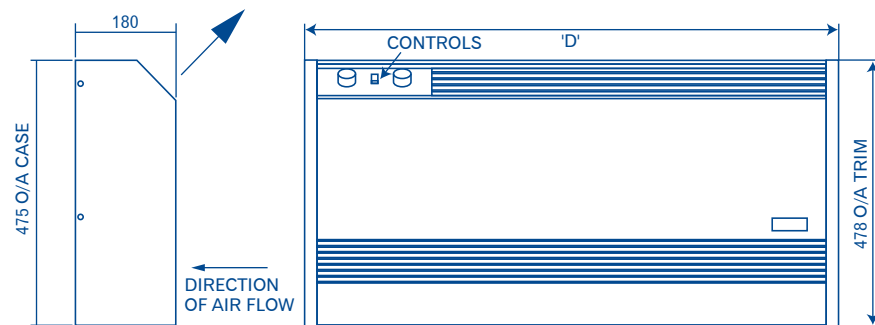 180
CONTROLS
'D'
475 O/A CASE
478 O/A TRIM
DIRECTION
OF AIR FLOW